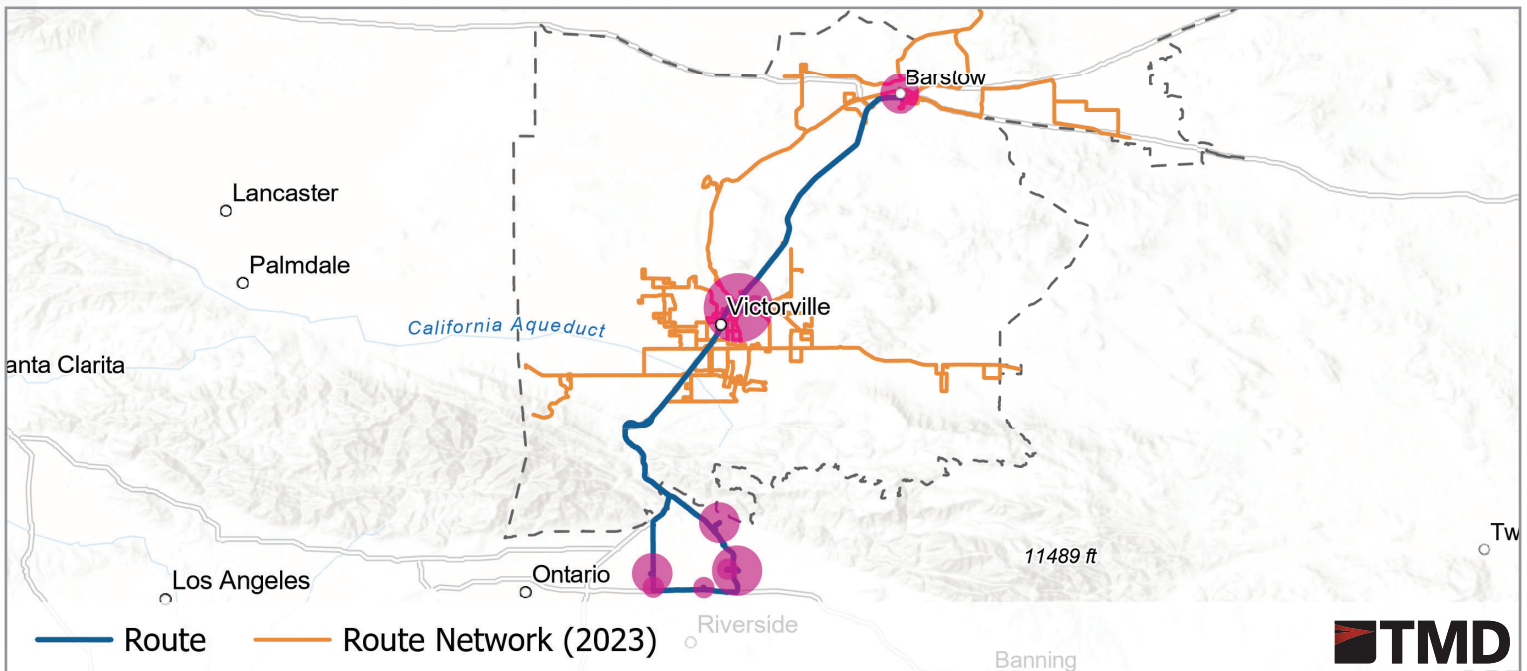 Barstow
Lancaster
Palmdale
Victorville
California Aqueduct
anta Clarita
Tw
11489 ft
Ontario
Los Angeles
Riverside
Route
Route Network (2023)
TMD
Banning